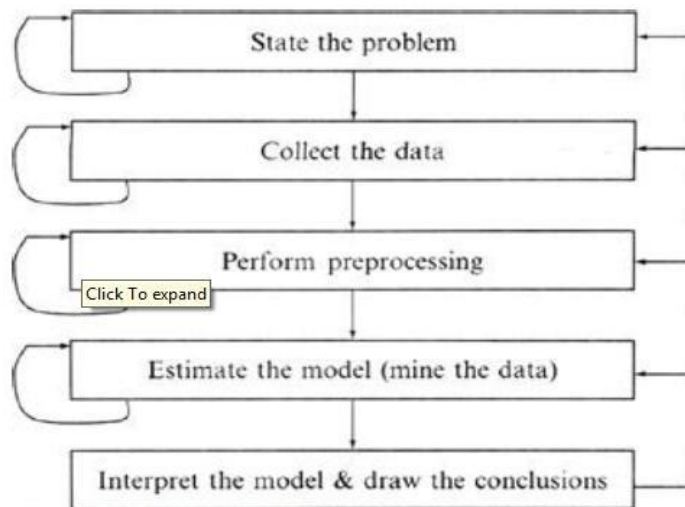 State the problem
Collect the data
Perform preprocessing
Click To expand
Estimate the model (mine the data)
Interpret the model & draw the conclusions